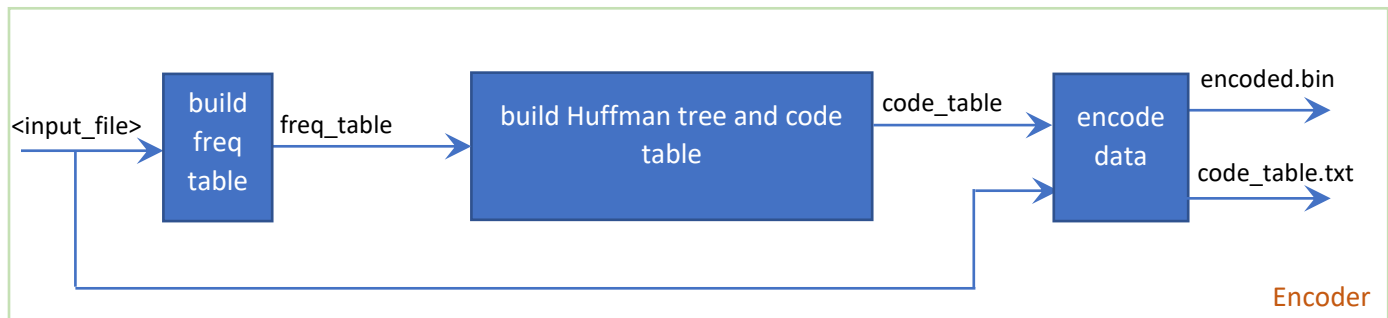 <input_file>
build
freq
table
freq_table
build Huffman tree and code
table
code_table
encode
data
encoded.bin
code_table.txt
Encoder